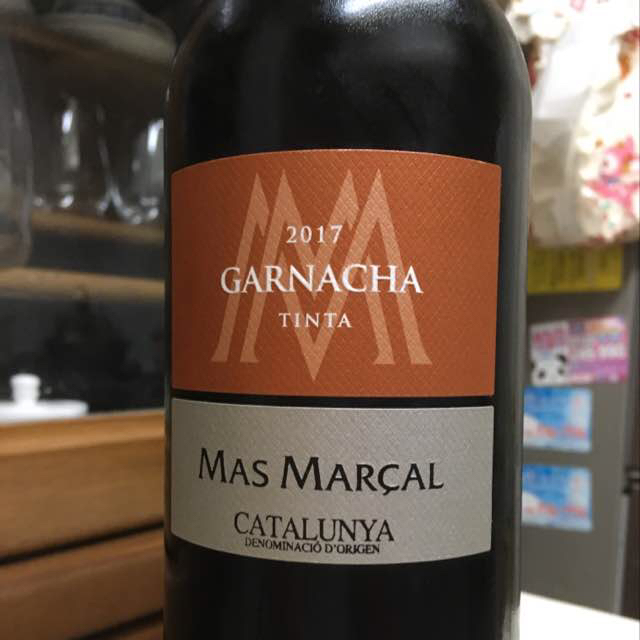 2017
GARNACHA
TINTA
MAS MARÇAL
CATALUNYA
DENOMINACIÓ D'ORIGEN